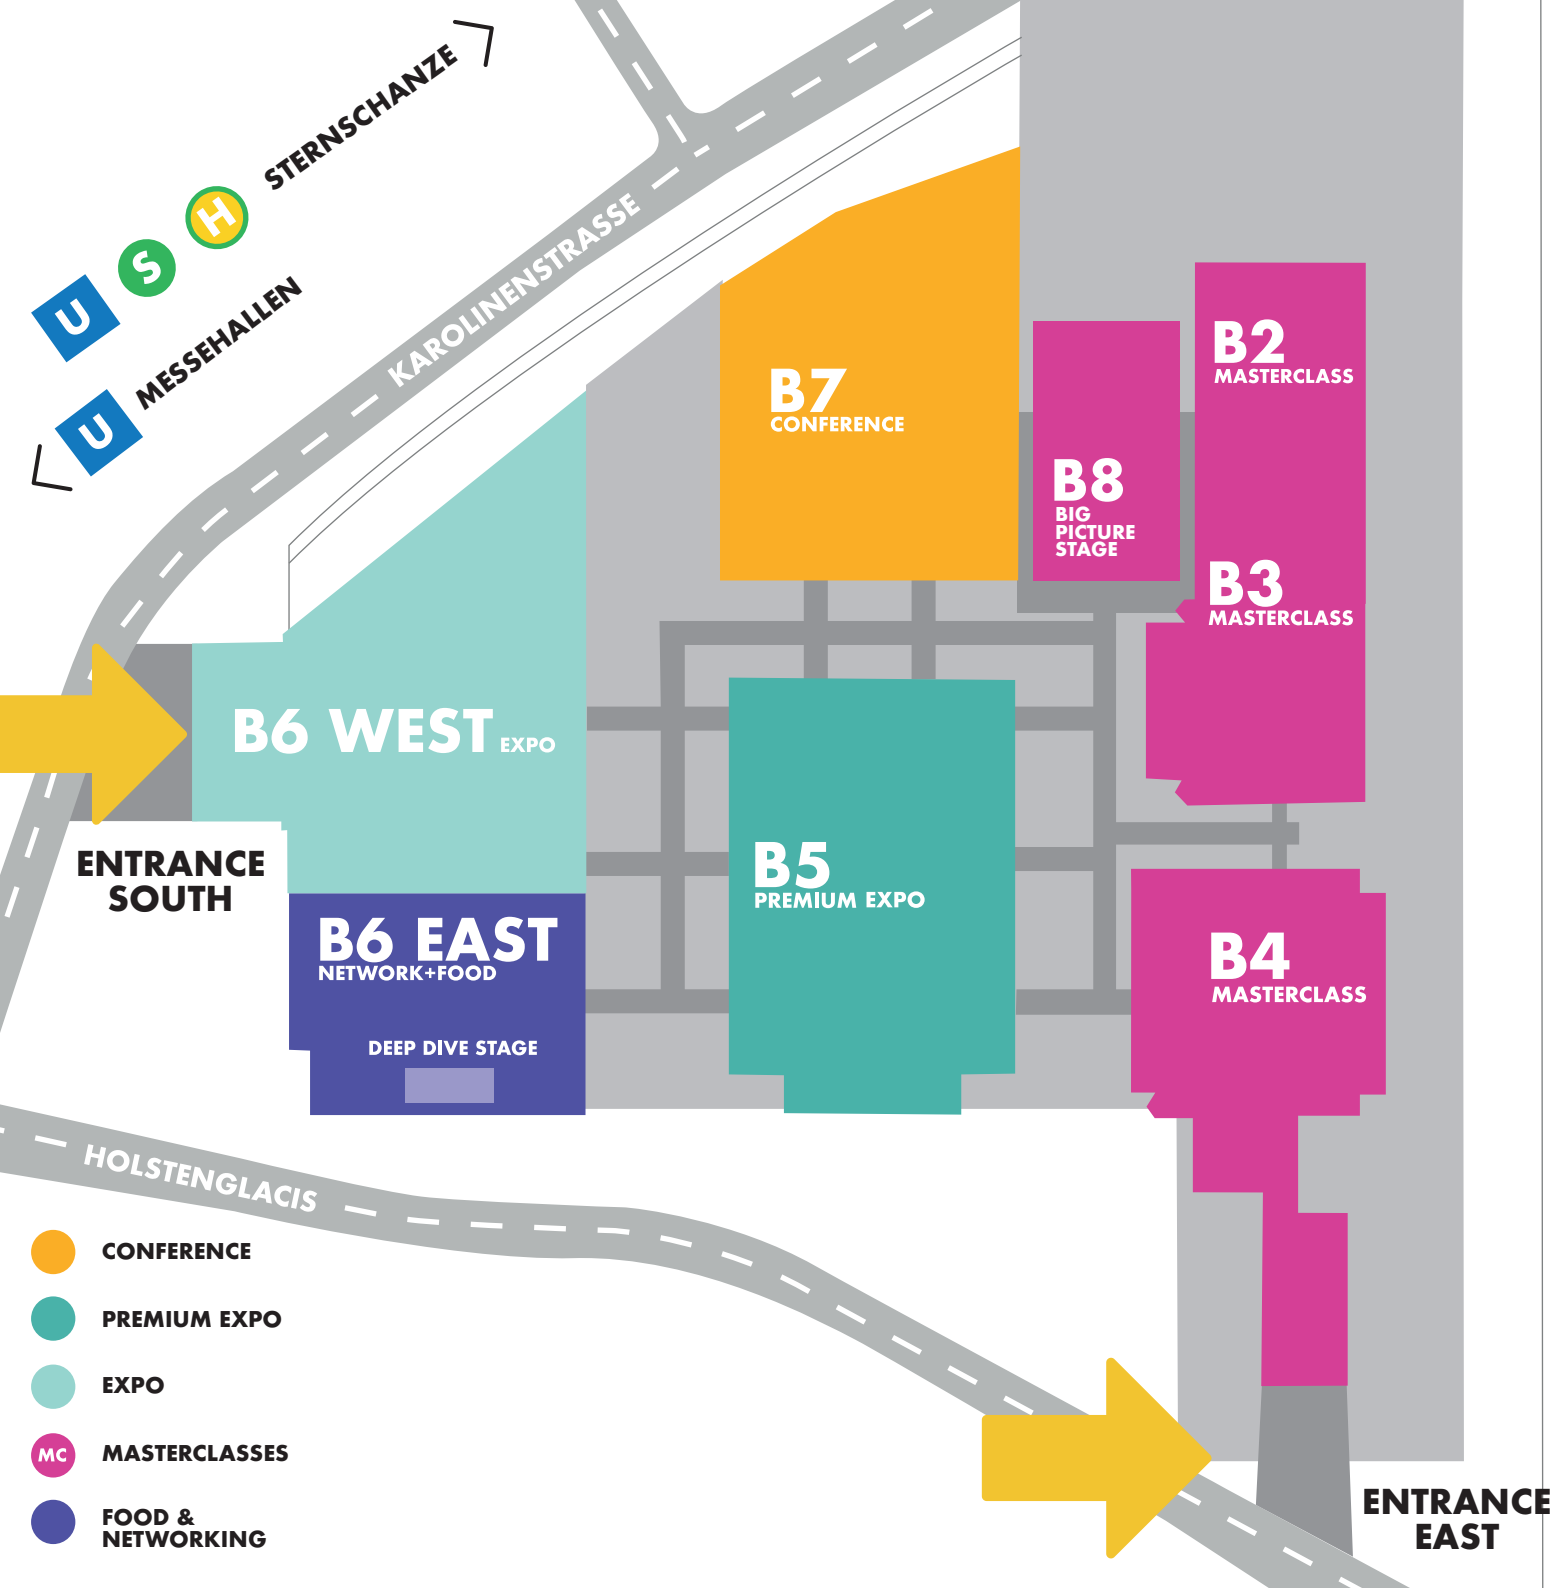 STERNSCHANZE
H
S
U
MESSEHALLEN
U
KAROLINENSTRASSE
B7
CONFERENCE
B2
MASTERCLASS
B8
BIG
PICTURE
STAGE
B3
MASTERCLASS
B6 WEST EXPO
ENTRANCE
SOUTH
B5
PREMIUM EXPO
B6 EAST
NETWORK+FOOD
DEEP DIVE STAGE
B4
MASTERCLASS
HOLSTENGLACIS
CONFERENCE
PREMIUM EXPO
EXPO
MC MASTERCLASSES
FOOD &
NETWORKING
ENTRANCE
EAST